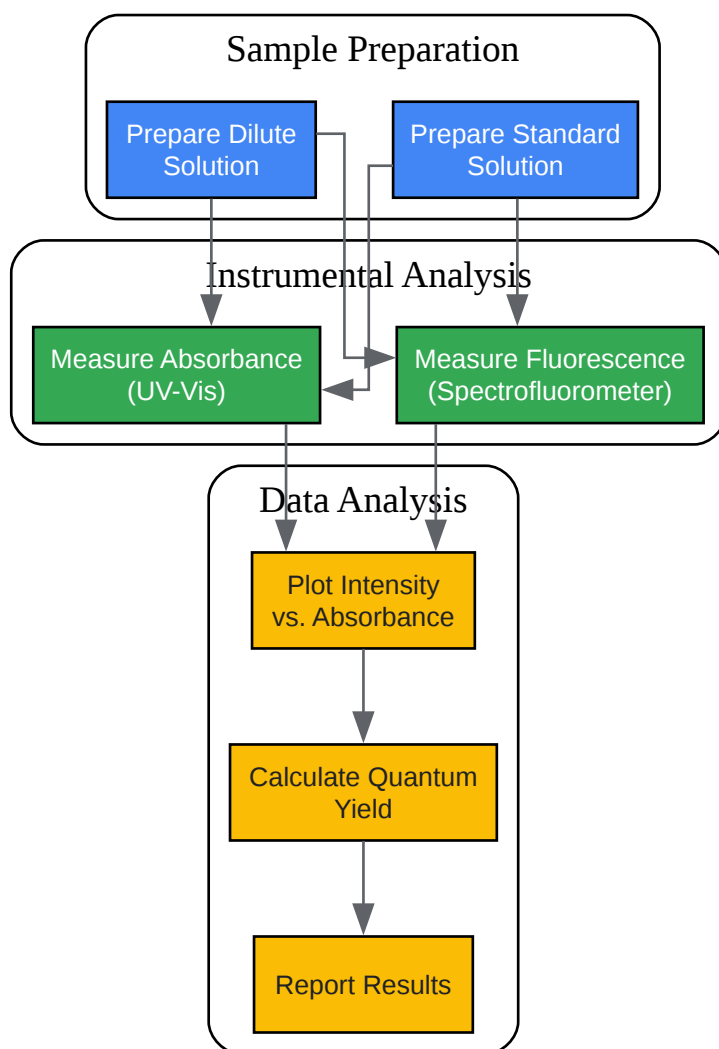 Sample Preparation
Prepare Dilute
Solution
Prepare Standard
Solution
Instrumental Analysis
Measure Absorbance
(UV-Vis)
Measure Fluorescence
(Spectrofluorometer)
Data Analysis
Plot Intensity
vs. Absorbance
Calculate Quantum
Yield
Report Results